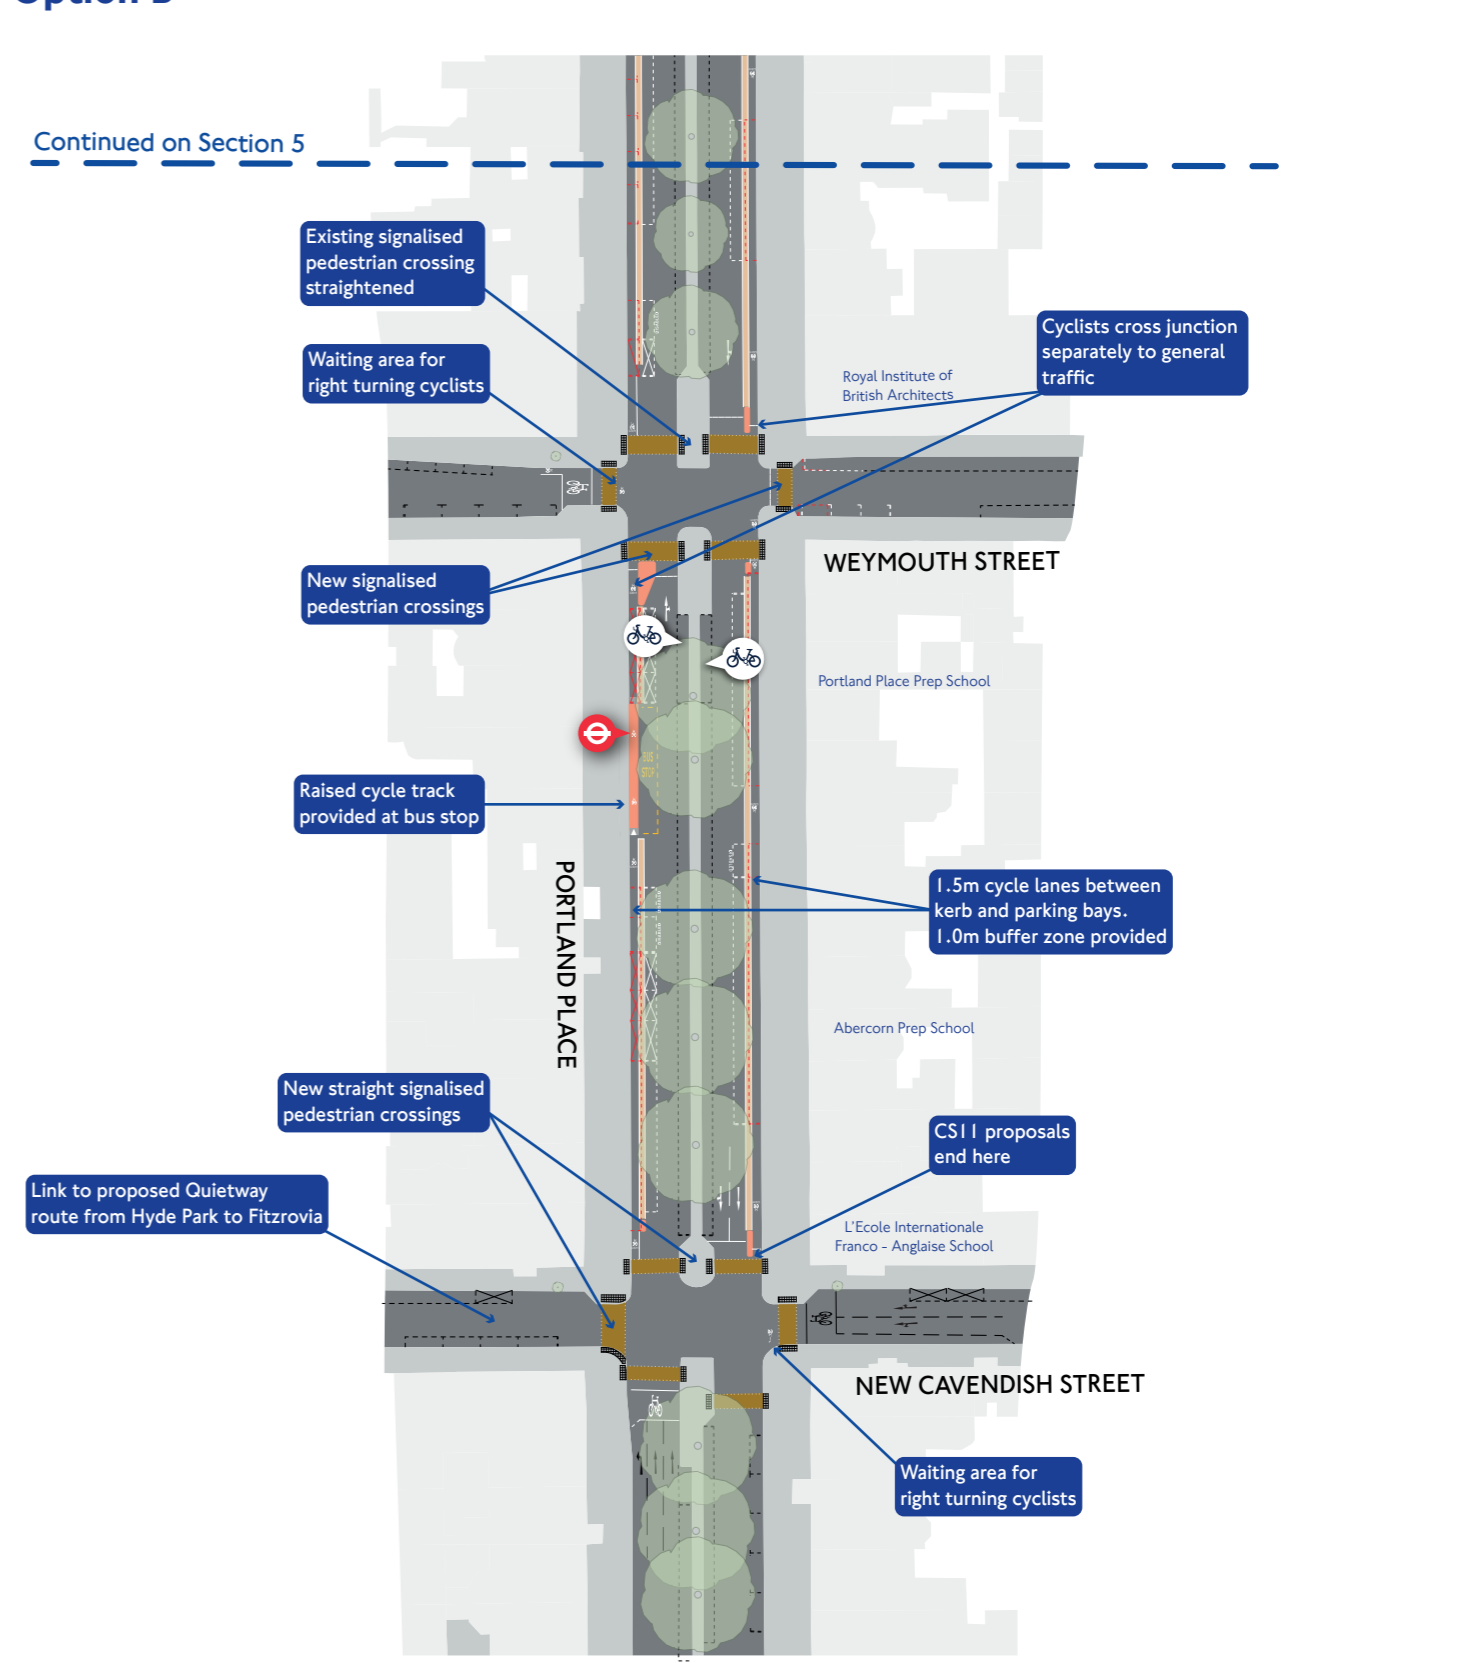 Option B
Continued on Section 5
Existing signalised
pedestrian crossing
straightened
Cyclists cross junction
separately to general
traffic
Waiting area for
right turning cyclists
Royal Institute of
British Architects
WEYMOUTH STREET
New signalised
pedestrian crossings
Portland Place Prep School
Raised cycle track
provided at bus stop
PORTLAND PLACE
1.5m cycle lanes between
kerb and parking bays.
1.0m buffer zone provided
Abercorn Prep School
New straight signalised
pedestrian crossings
CS11 proposals
end here
Link to proposed Quietway
route from Hyde Park to Fitzrovia
L'Ecole Internationale
Franco - Anglaise School
NEW CAVENDISH STREET
Waiting area for
right turning cyclists